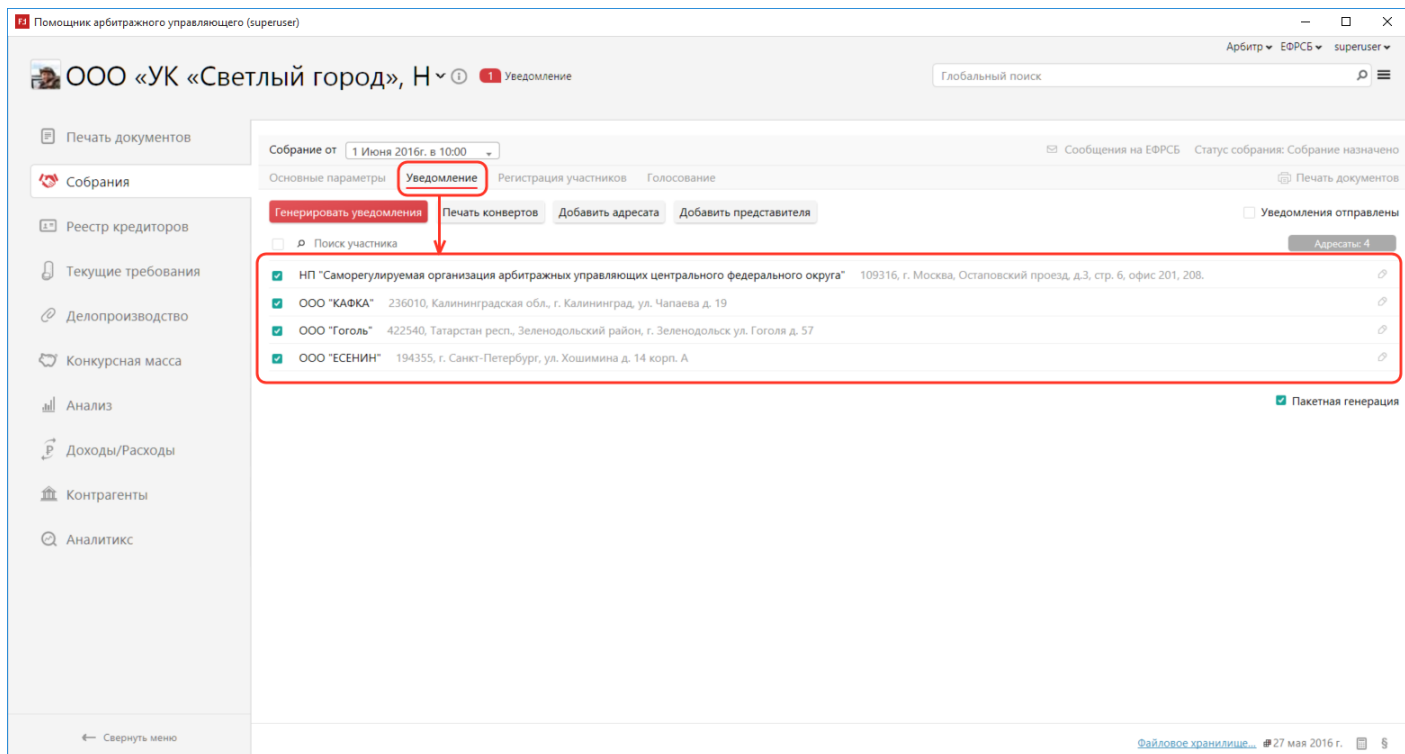 Помощник арбитражного управляющего (superuser)
Арбитр ЕФРСБ superuser
ООО «УК «Светлый город», Н 1 Уведомление
Глобальный поиск
Печать документов
Собрания
Реестр кредиторов
Текущие требования
Делопроизводство
Конкурсная масса
Анализ
Доходы/Расходы
Контрагенты
Аналитикс
Свернуть меню
Собрание от 1 Июня 2016г. в 10:00 Сообщения на ЕФРСБ Статус собрания: Собрание назначено
Основные параметры Уведомление Регистрация участников Голосование Печать документов
Генерировать уведомления Печать конвертов Добавить адресата Добавить представителя Уведомления отправлены
Поиск участника Адресаты: 4
НП "Саморегулируемая организация арбитражных управляющих центрального федерального округа" 109316, г. Москва, Остаповский проезд, д.3, стр. 6, офис 201, 208.
ООО "КАФКА" 236010, Калининградская обл., г. Калининград, ул. Чапаева д. 19
ООО "Гоголь" 422540, Татарстан респ., Зеленодольский район, г. Зеленодольск ул. Гоголя д. 57
ООО "ЕСЕНИН" 194355, г. Санкт-Петербург, ул. Хошимина д. 14 корп. А
Пакетная генерация
Файловое хранилище... # 27 мая 2016 г. §